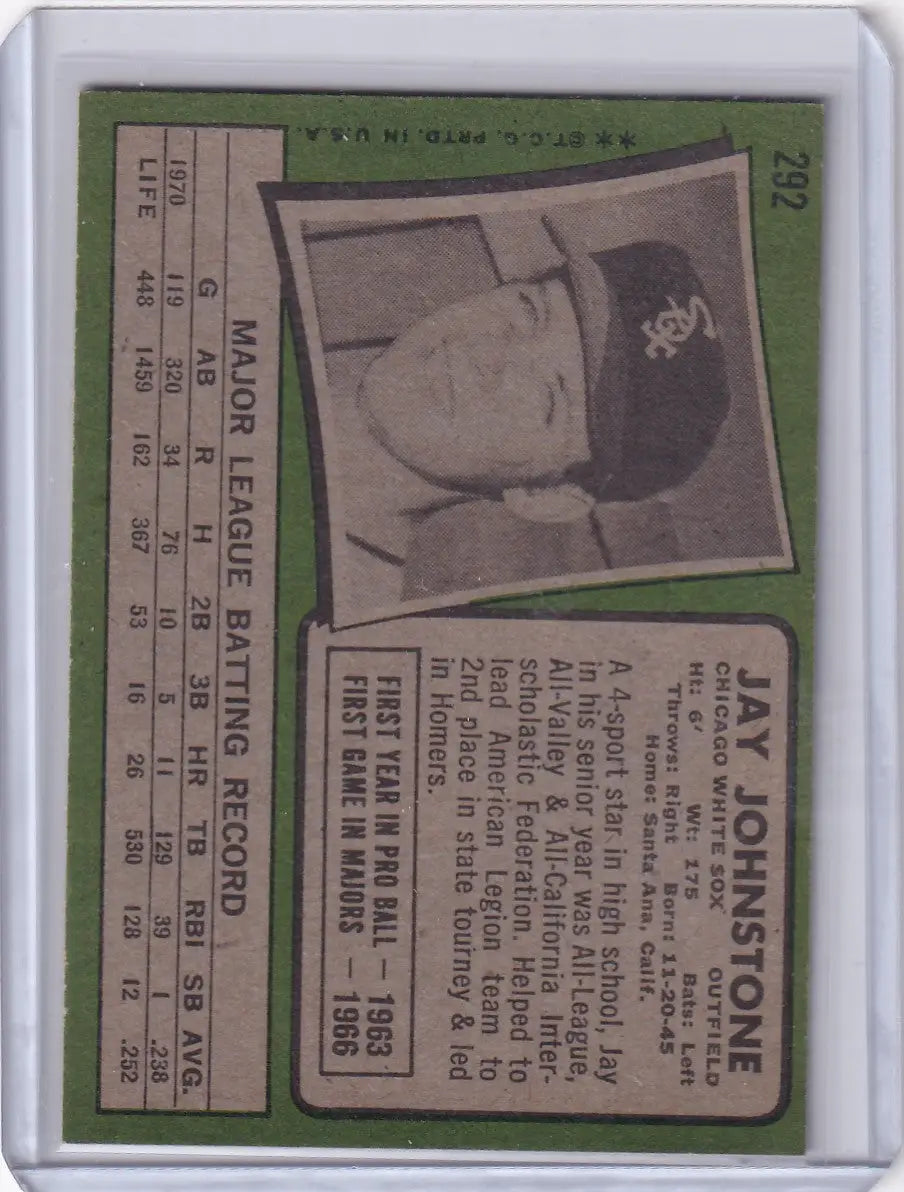 292
**©T.C.G. PRTD. IN U.S.A.
Sox
JAY JOHNSTONE
CHICAGO WHITE SOX OUTFIELD
Ht: 6' Wt: 175 Bats: Left
Throws: Right Born: 11-20-45
Home: Santa Ana, Calif.
A 4-sport star in high school, Jay
in his senior year was All-League,
All-Valley & All-California Inter-
scholastic Federation. Helped to
lead American Legion team to
2nd place in state tourney & led
in Homers.
FIRST YEAR IN PRO BALL — 1963
FIRST GAME IN MAJORS — 1966
MAJOR LEAGUE BATTING RECORD
G AB R H 2B 3B HR TB RBI SB AVG.
1970 119 320 34 76 10 5 11 129 39 1 .238
LIFE 448 1459 162 367 53 16 26 530 128 12 .252